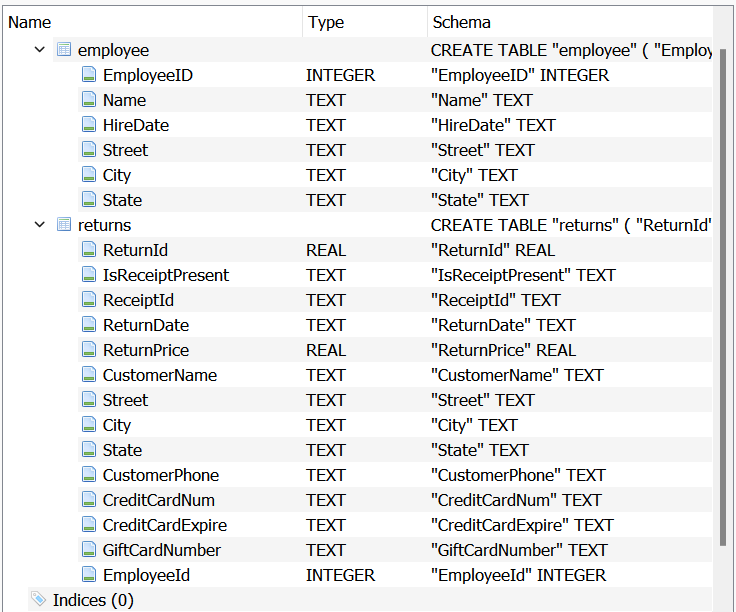 Name Type Schema
employee CREATE TABLE "employee" ( "Employ
EmployeeID INTEGER "EmployeeID" INTEGER
Name TEXT "Name" TEXT
HireDate TEXT "HireDate" TEXT
Street TEXT "Street" TEXT
City TEXT "City" TEXT
State TEXT "State" TEXT
returns CREATE TABLE "returns" ( "ReturnId"
ReturnId REAL "ReturnId" REAL
IsReceiptPresent TEXT "IsReceiptPresent" TEXT
ReceiptId TEXT "ReceiptId" TEXT
ReturnDate TEXT "ReturnDate" TEXT
ReturnPrice REAL "ReturnPrice" REAL
CustomerName TEXT "CustomerName" TEXT
Street TEXT "Street" TEXT
City TEXT "City" TEXT
State TEXT "State" TEXT
CustomerPhone TEXT "CustomerPhone" TEXT
CreditCardNum TEXT "CreditCardNum" TEXT
CreditCardExpire TEXT "CreditCardExpire" TEXT
GiftCardNumber TEXT "GiftCardNumber" TEXT
EmployeeId INTEGER "EmployeeId" INTEGER
Indices (0)